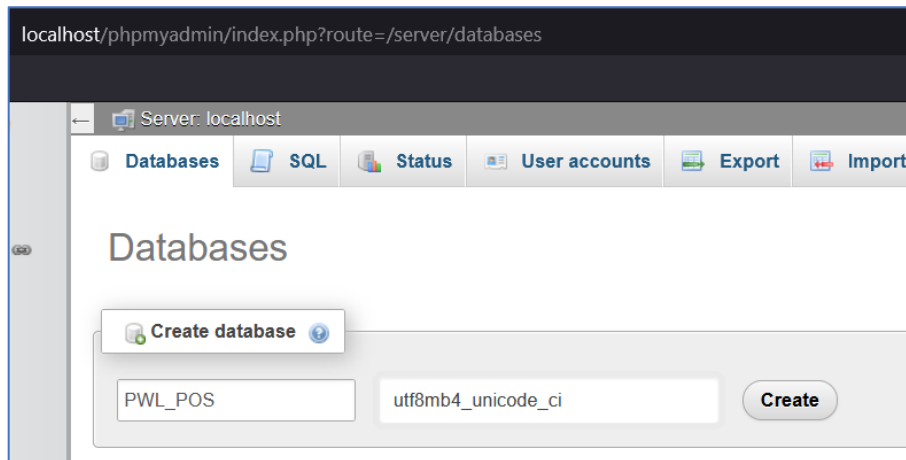 localhost/phpmyadmin/index.php?route=/server/databases
Server: localhost
Databases SQL Status User accounts Export Import
Databases
Create database
PWL_POS utf8mb4_unicode_ci Create